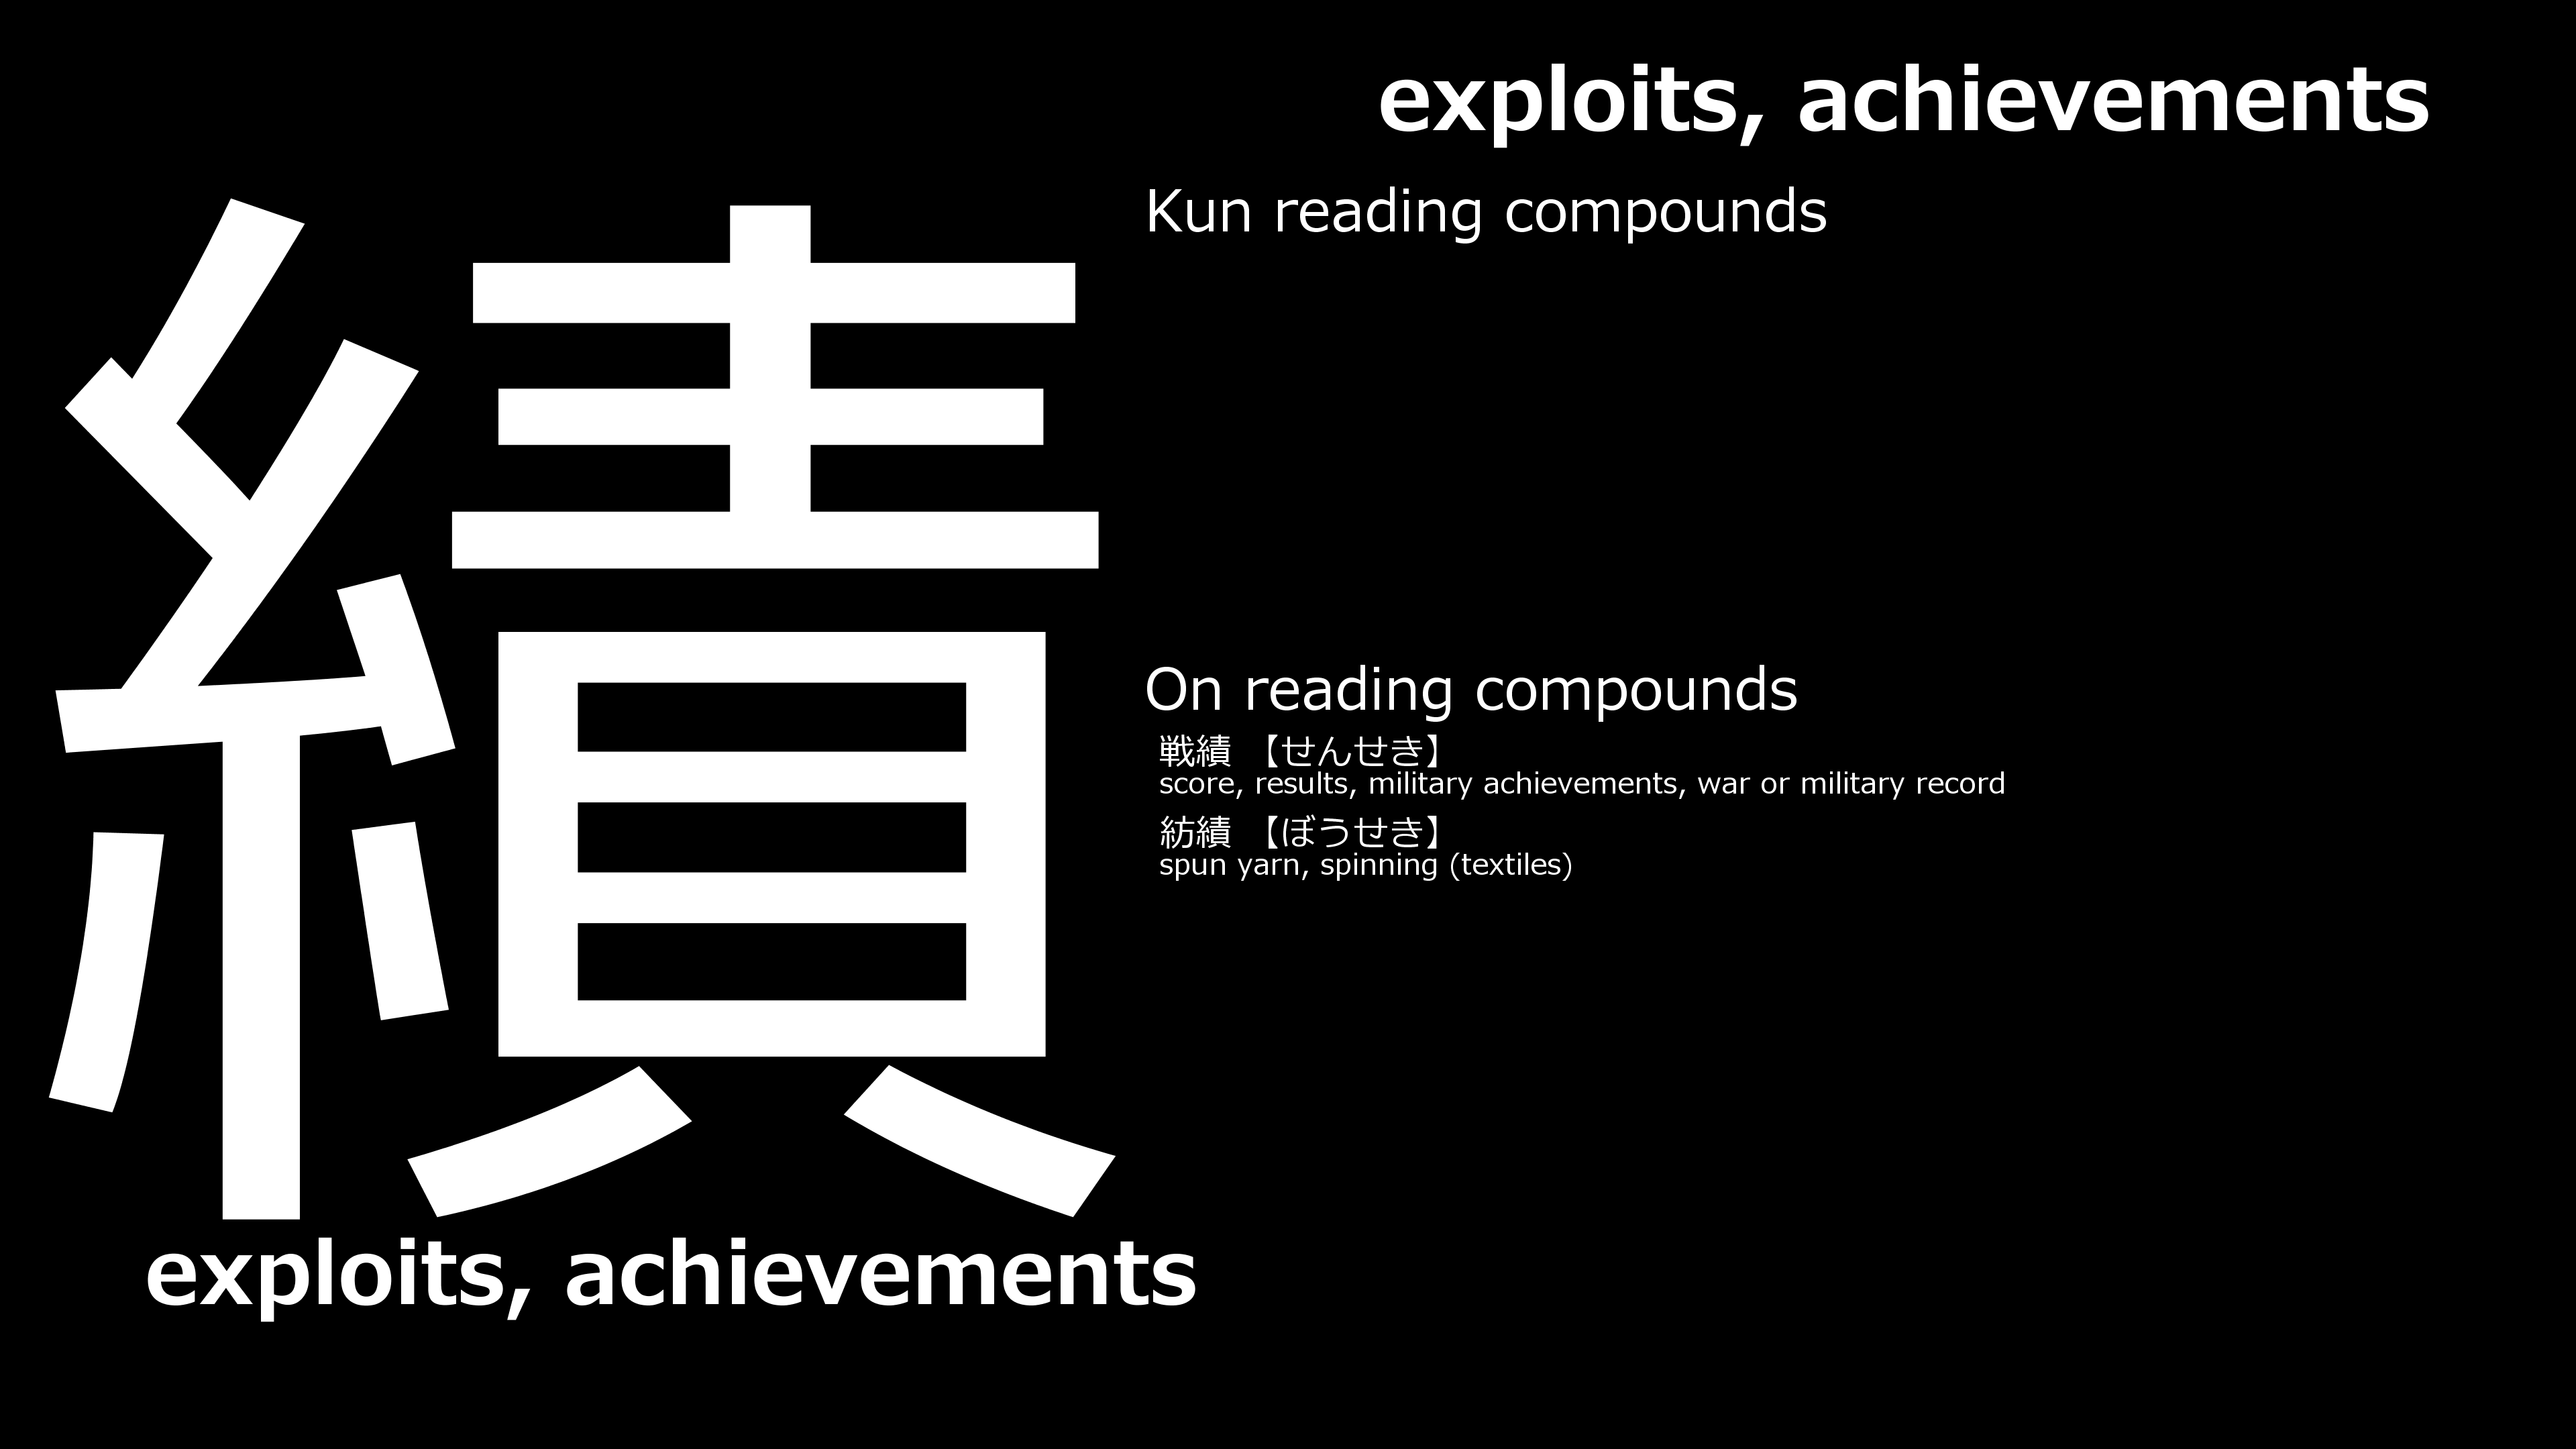 績
exploits, achievements
exploits, achievements
Kun reading compounds
On reading compounds
戦績 【せんせき】
score, results, military achievements, war or military record
紡績 【ぼうせき】
spun yarn, spinning (textiles)